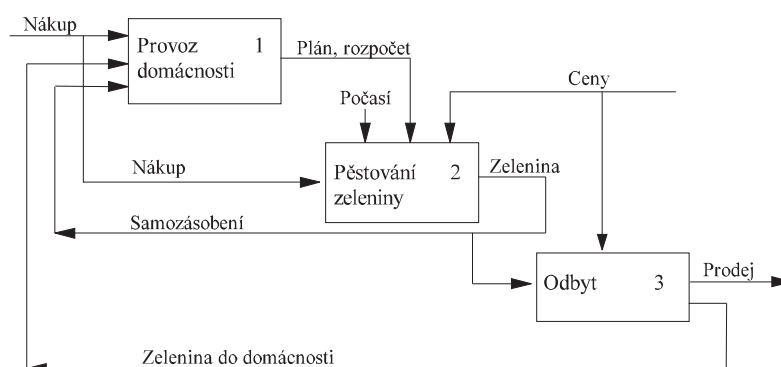 Nákup
Provoz 1
domácnosti
Plán, rozpočet
Ceny
Počasí
Nákup
Pěstování 2
zeleniny
Zelenina
Samozásobení
Odbyt 3
Prodej
Zelenina do domácnosti